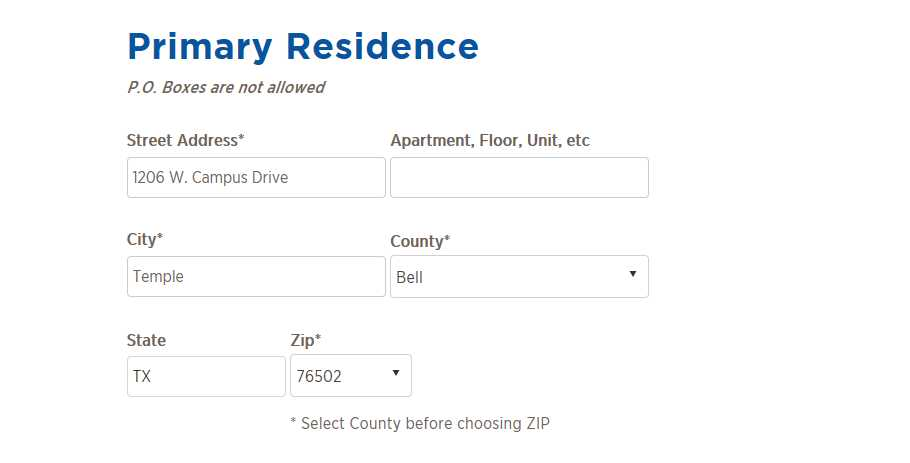 Primary Residence
P.O. Boxes are not allowed
Street Address* Apartment, Floor, Unit, etc
1206 W. Campus Drive
City* County*
Temple Bell
State Zip*
TX 76502
* Select County before choosing ZIP